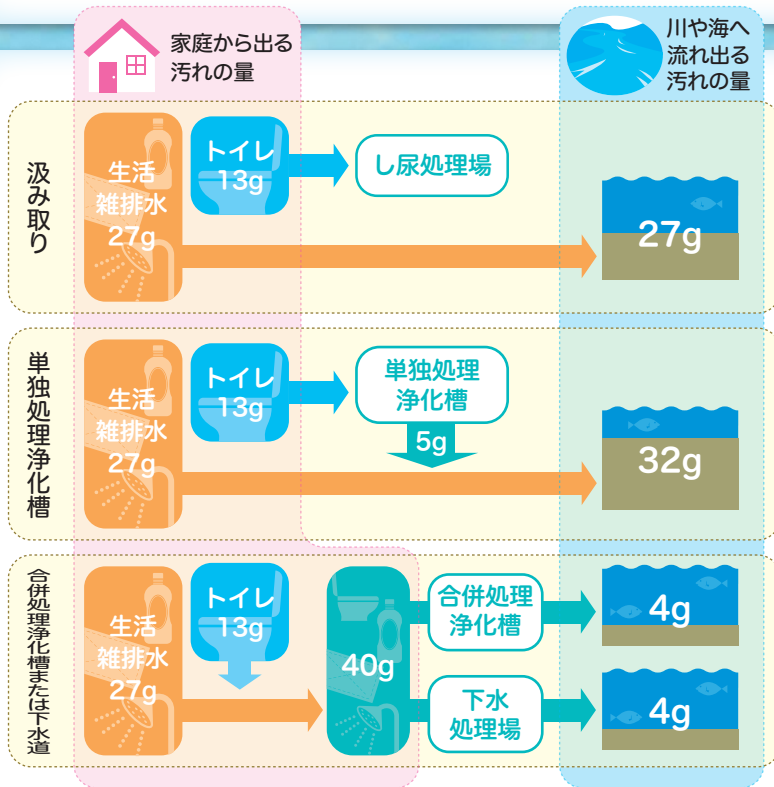 家庭から出る
汚れの量
川や海へ
流れ出る
汚れの量
汲み取り
生活
雑排水
27g
トイレ
13g
し尿処理場
27g
単独処理浄化槽
生活
雑排水
27g
トイレ
13g
単独処理
浄化槽
5g
32g
合併処理浄化槽または下水道
生活
雑排水
27g
トイレ
13g
40g
合併処理
浄化槽
4g
下水
処理場
4g